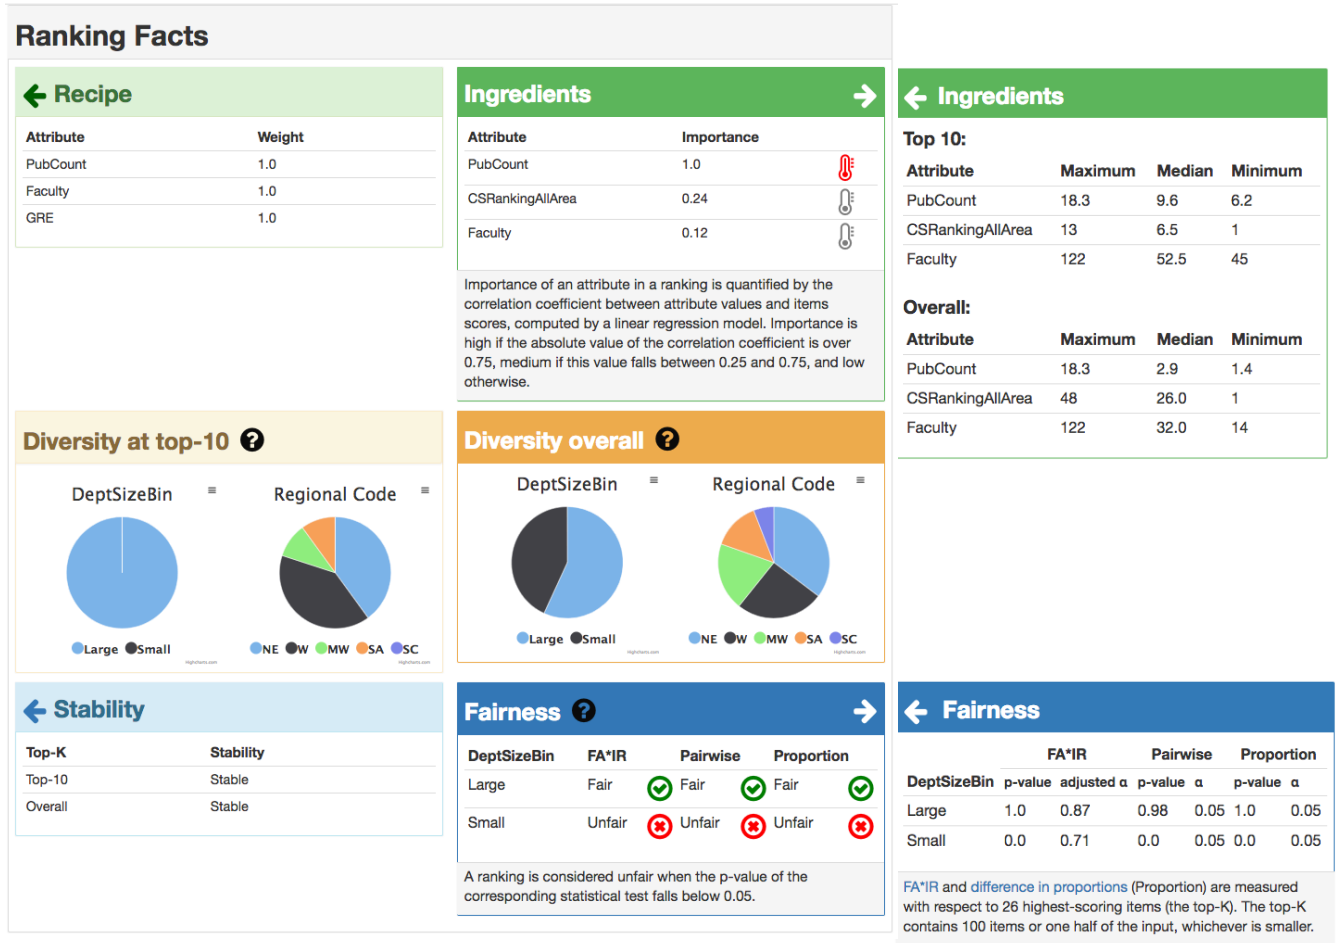 Ranking Facts
Recipe
Attribute Weight
PubCount 1.0
Faculty 1.0
GRE 1.0
Ingredients
Attribute Importance
PubCount 1.0
CSRankingAllArea 0.24
Faculty 0.12
Importance of an attribute in a ranking is quantified by the
correlation coefficient between attribute values and items
scores, computed by a linear regression model. Importance is
high if the absolute value of the correlation coefficient is over
0.75, medium if this value falls between 0.25 and 0.75, and low
otherwise.
Ingredients
Top 10:
Attribute Maximum Median Minimum
PubCount 18.3 9.6 6.2
CSRankingAllArea 13 6.5 1
Faculty 122 52.5 45
Overall:
Attribute Maximum Median Minimum
PubCount 18.3 2.9 1.4
CSRankingAllArea 48 26.0 1
Faculty 122 32.0 14
Diversity at top-10 ?
DeptSizeBin
Large Small
Highcharts.com
Regional Code
NE W MW SA SC
Highcharts.com
Diversity overall ?
DeptSizeBin
Large Small
Highcharts.com
Regional Code
NE W MW SA SC
Highcharts.com
Stability
Top-K Stability
Top-10 Stable
Overall Stable
Fairness ?
DeptSizeBin FA*IR Pairwise Proportion
Large Fair Fair Fair
Small Unfair Unfair Unfair
A ranking is considered unfair when the p-value of the
corresponding statistical test falls below 0.05.
Fairness
FA*IR Pairwise Proportion
DeptSizeBin p-value adjusted α p-value α p-value α
Large 1.0 0.87 0.98 0.05 1.0 0.05
Small 0.0 0.71 0.0 0.05 0.0 0.05
FA*IR and difference in proportions (Proportion) are measured
with respect to 26 highest-scoring items (the top-K). The top-K
contains 100 items or one half of the input, whichever is smaller.